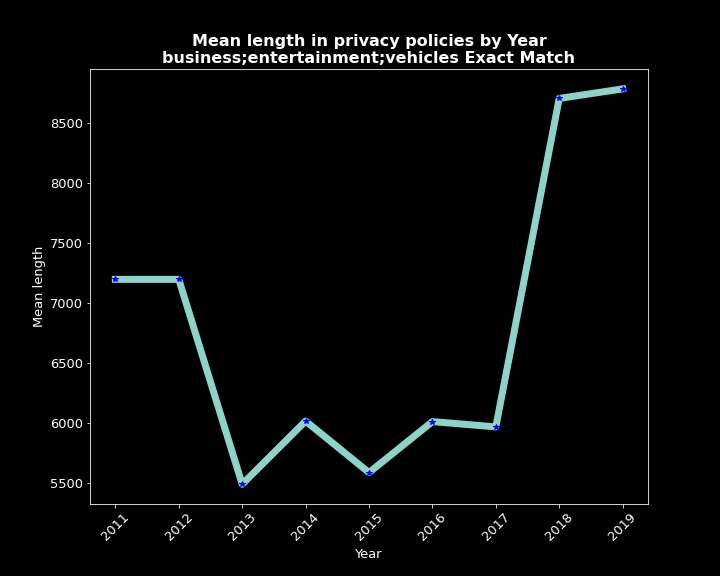 Mean length in privacy policies by Year
business;entertainment;vehicles Exact Match
8500
8000
7500
7000
6500
6000
5500
Mean length
2011 2012 2013 2014 2015 2016 2017 2018 2019
Year